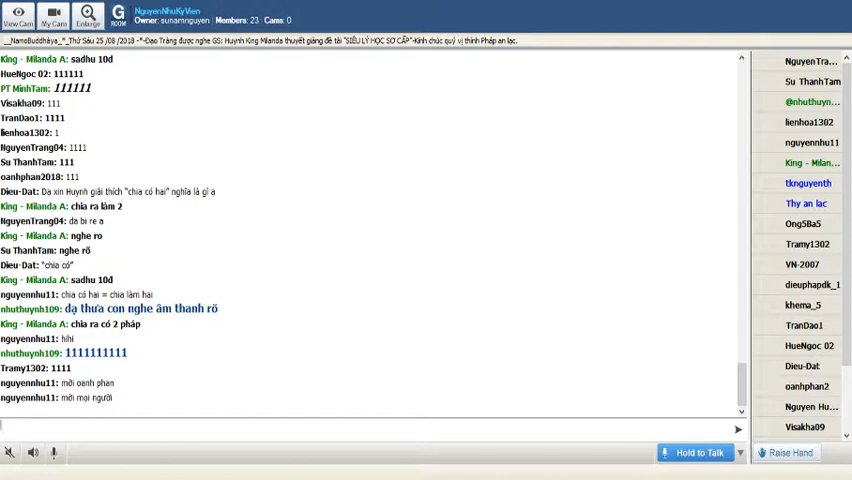 NguyenNhuKyVien
Owner: sunamnguyen | Members: 23 | Cams: 0
View Cam
My Cam
Enlarge
G
ROOM
__NamoBuddhàya_*_Thứ Sáu 25 /08 /2018 -*-Đạo Tràng được nghe GS: Huynh King Milanda thuyết giảng đề tài "SIÊU LÝ HỌC SƠ CẤP"-Kính chúc quý vị thính Pháp an lạc.
King - Milanda A: sadhu 10d
HueNgoc 02: 111111
PT MinhTam: 111111
Visakha09: 111
TranDao1: 1111
lienhoa1302: 1
NguyenTrang04: 1111
Su ThanhTam: 111
oanhphan2018: 111
Dieu-Dat: Dạ xin Huynh giải thích "chia có hai" nghĩa là gì ạ
King - Milanda A: chia ra làm 2
NguyenTrang04: da bi re a
King - Milanda A: nghe ro
Su ThanhTam: nghe rõ
Dieu-Dat: "chia có"
King - Milanda A: sadhu 10đ
nguyennhu11: chia có hai = chia làm hai
nhuthuynh109: dạ thưa con nghe âm thanh rõ
King - Milanda A: chia ra có 2 pháp
nguyennhu11: hihi
nhuthuynh109: 1111111111
Tramy1302: 1111
nguyennhu11: mời oanh phan
nguyennhu11: mời mọi người
NguyenTra...
Su ThanhTam
@nhuthuyn...
lienhoa1302
nguyennhu11
King - Milan...
tknguyenth
Thy an lac
Ong5Ba5
Tramy1302
VN-2007
dieuphapdk_1
khema_5
TranDao1
HueNgoc 02
Dieu-Dat
oanhphan2
Nguyen Hu...
Visakha09
Hold to Talk
Raise Hand